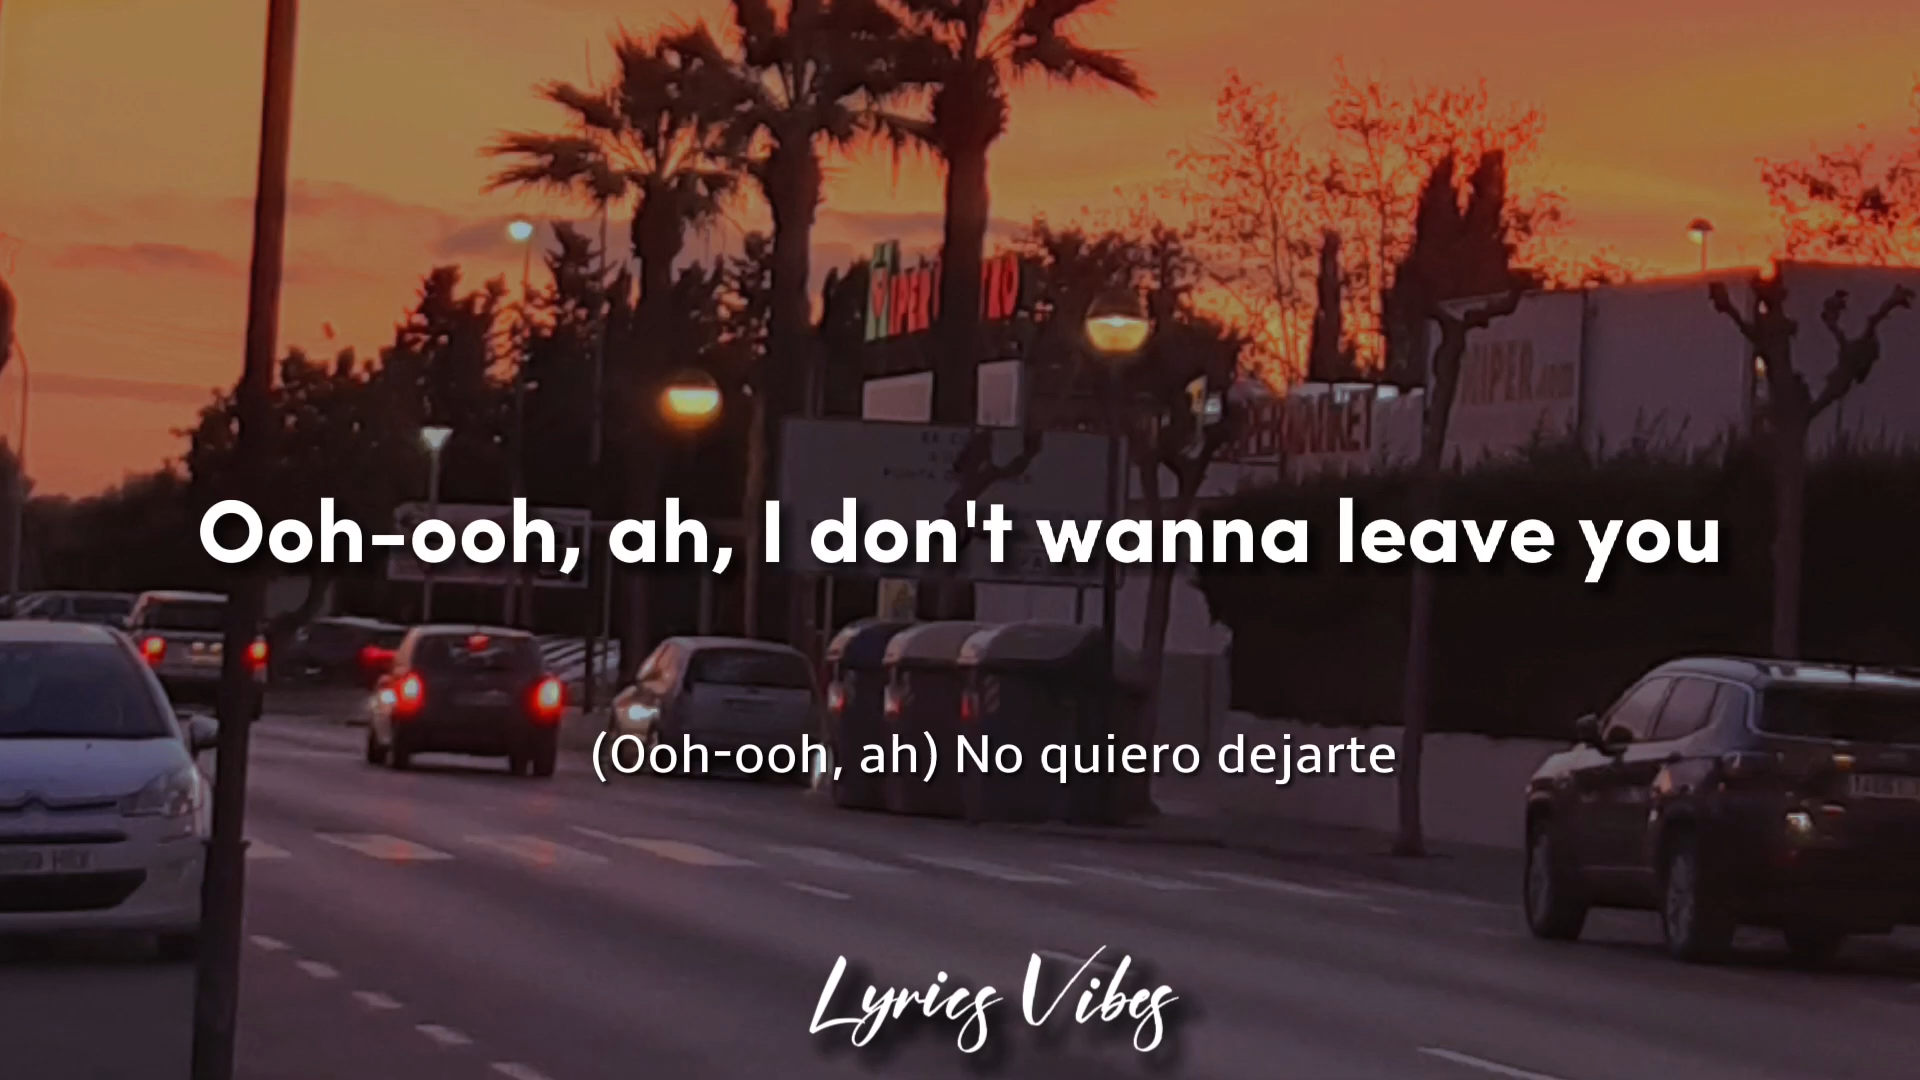 Ooh-ooh, ah, I don't wanna leave you
(Ooh-ooh, ah) No quiero dejarte
Lyrics Vibes